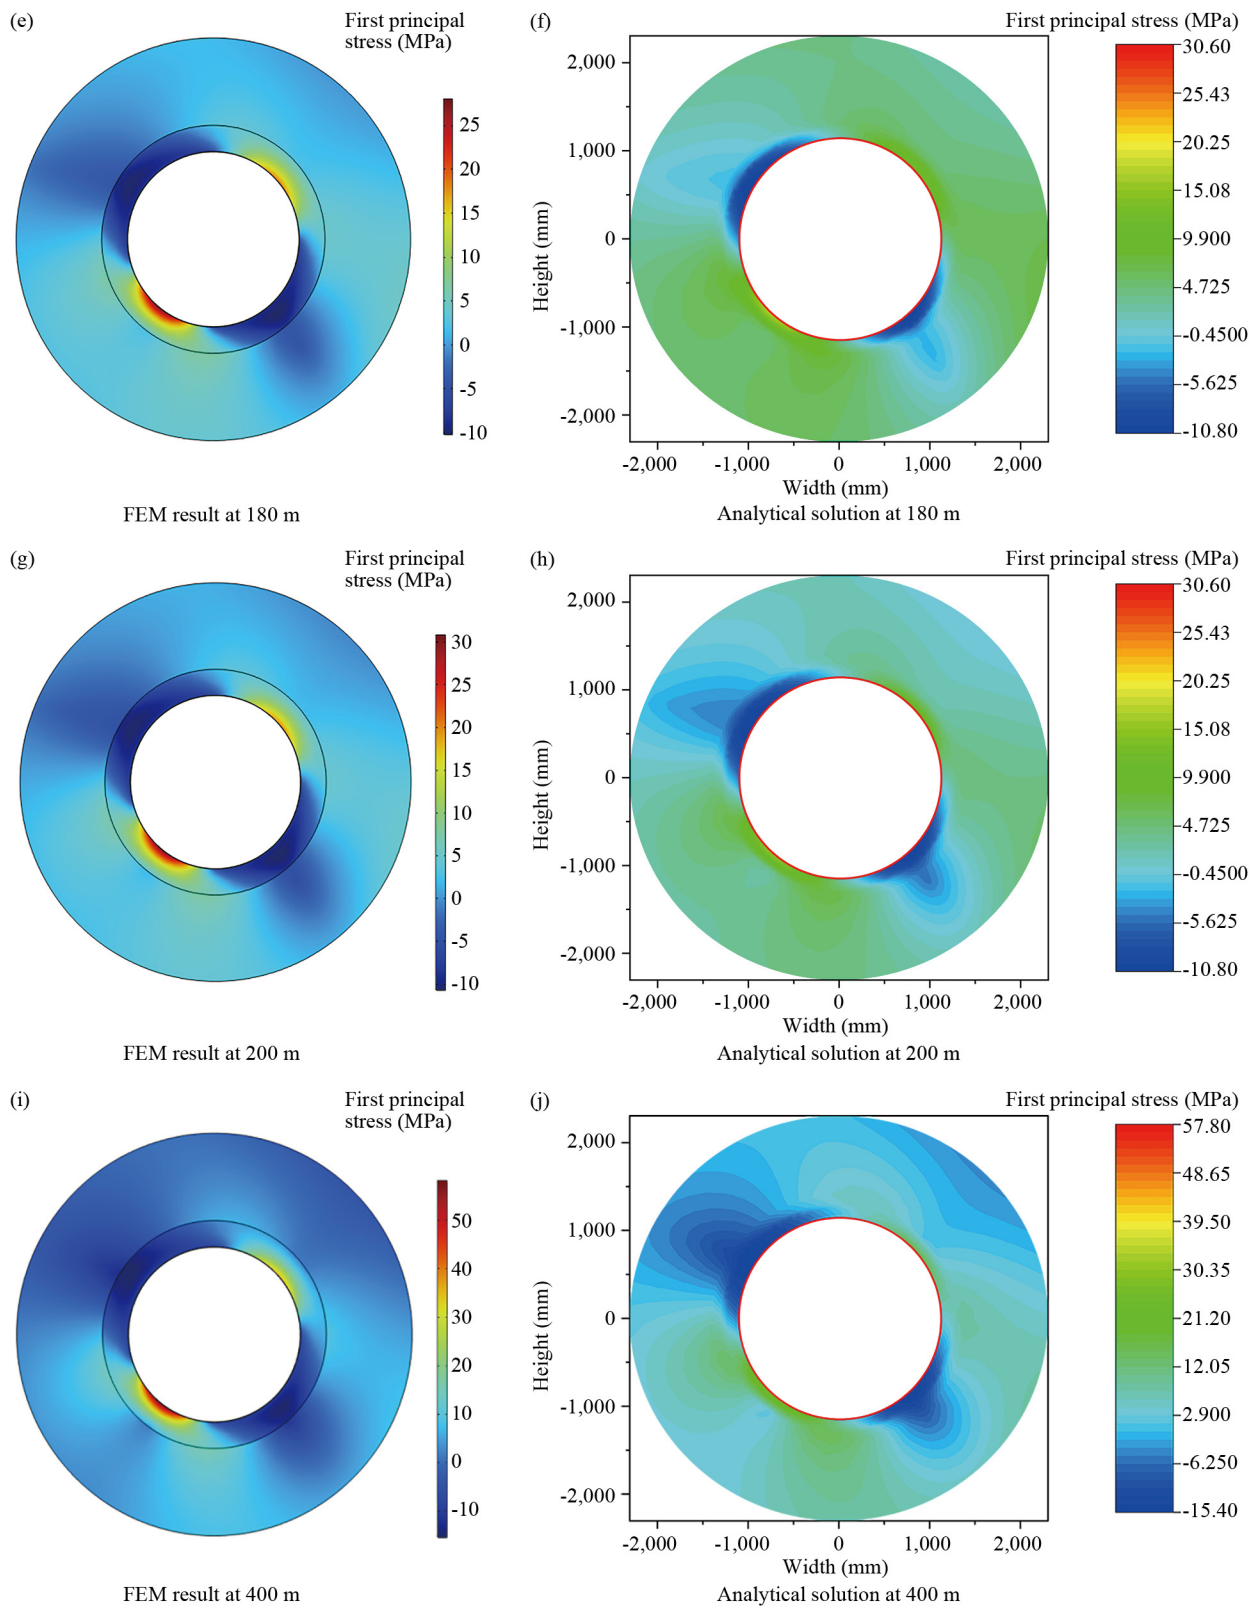 (e)
First principal
stress (MPa)
25
20
15
10
5
0
-5
-10
FEM result at 180 m
(f)
First principal stress (MPa)
2,000
1,000
0
-1,000
-2,000
Height (mm)
-2,000 -1,000 0 1,000 2,000
Width (mm)
30.60
25.43
20.25
15.08
9.900
4.725
-0.4500
-5.625
-10.80
Analytical solution at 180 m
(g)
First principal
stress (MPa)
30
25
20
15
10
5
0
-5
-10
FEM result at 200 m
(h)
First principal stress (MPa)
2,000
1,000
0
-1,000
-2,000
Height (mm)
-2,000 -1,000 0 1,000 2,000
Width (mm)
30.60
25.43
20.25
15.08
9.900
4.725
-0.4500
-5.625
-10.80
Analytical solution at 200 m
(i)
First principal
stress (MPa)
50
40
30
20
10
0
-10
FEM result at 400 m
(j)
First principal stress (MPa)
2,000
1,000
0
-1,000
-2,000
Height (mm)
-2,000 -1,000 0 1,000 2,000
Width (mm)
57.80
48.65
39.50
30.35
21.20
12.05
2.900
-6.250
-15.40
Analytical solution at 400 m